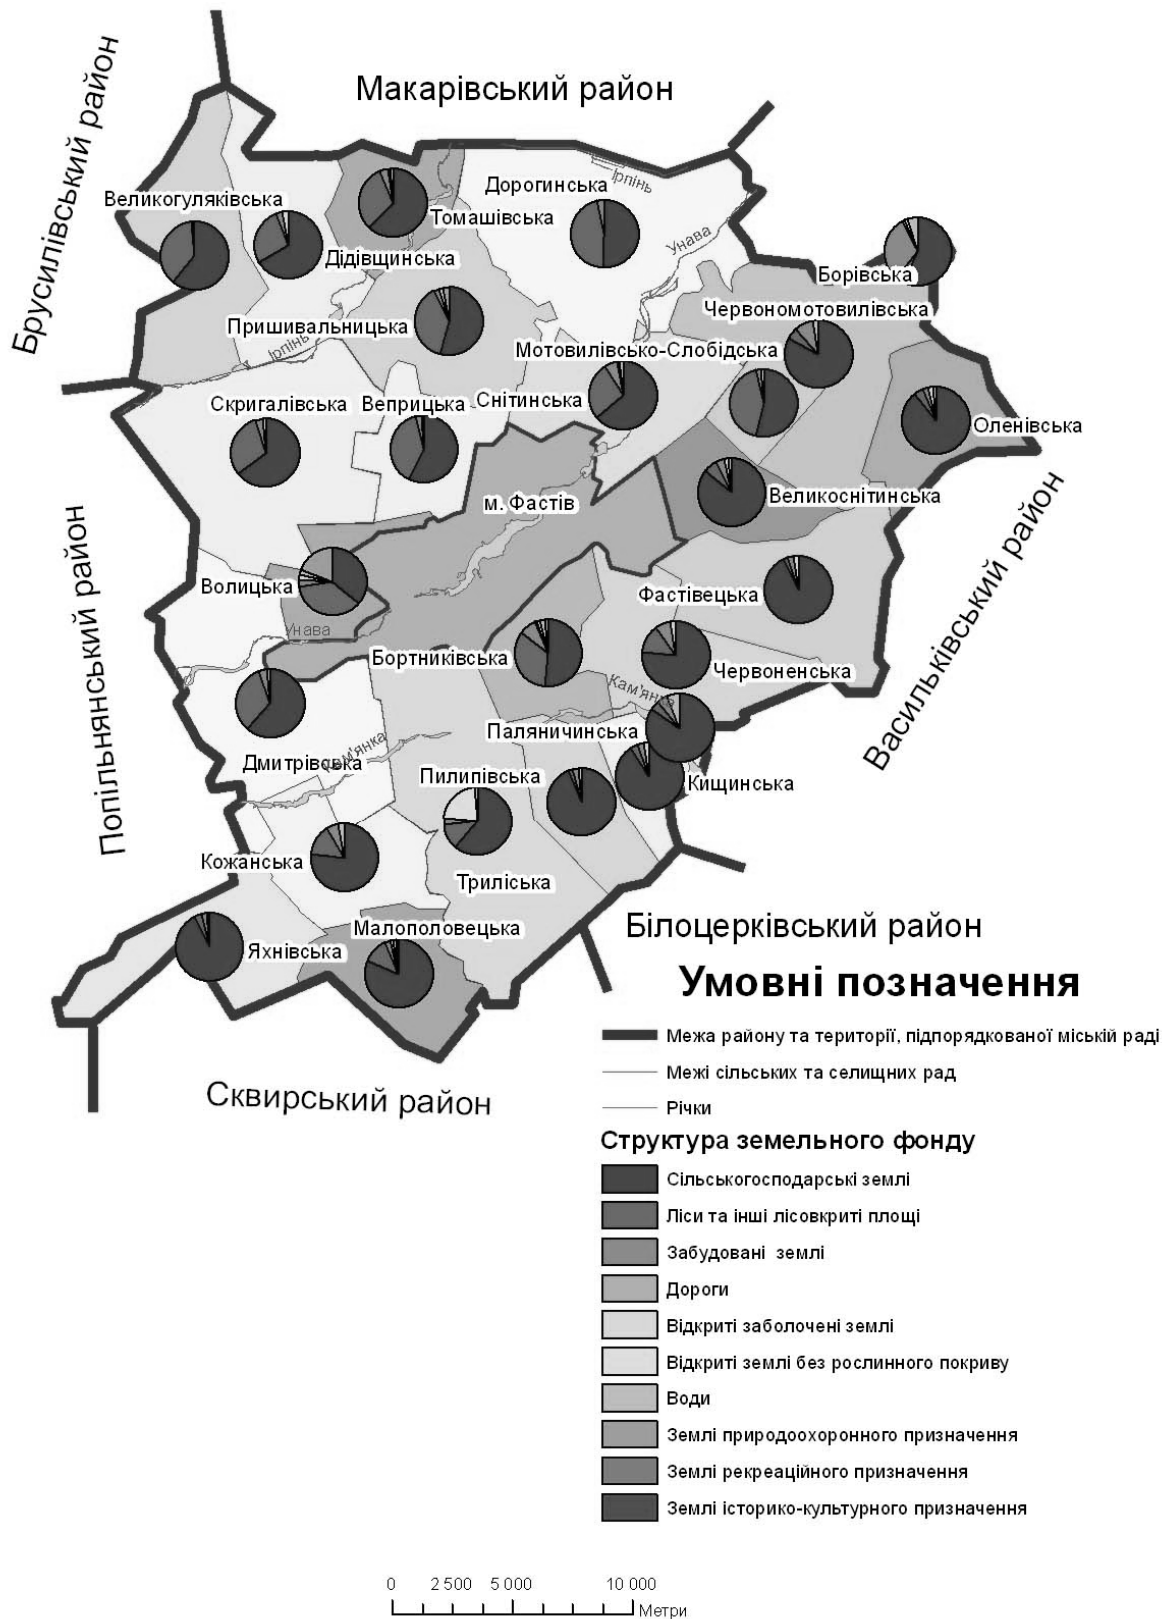 Макарівський район
Брусилівський район
Ірпінь
Дорогинська
Великогуляківська
Томашівська
Унава
Дідівщинська
Борівська
Червономотовилівська
Пришивальницька
Ірпінь
Мотовилівсько-Слобідська
Скригалівська
Веприцька
Снітинська
Оленівська
Великоснітинська
м. Фастів
Попільнянський район
Васильківський район
Волицька
Фастівецька
Унава
Бортниківська
Червоненська
Кам'янка
Паляничинська
Кам'янка
Дмитрівська
Пилипівська
Кищинська
Кожанська
Триліська
Малополовецька
Яхнівська
Білоцерківський район
Сквирський район
Умовні позначення
Межа району та території, підпорядкованої міській раді
Межі сільських та селищних рад
Річки
Структура земельного фонду
Сільськогосподарські землі
Ліси та інші лісовкриті площі
Забудовані землі
Дороги
Відкриті заболочені землі
Відкриті землі без рослинного покриву
Води
Землі природоохоронного призначення
Землі рекреаційного призначення
Землі історико-культурного призначення
0 2 500 5 000 10 000
Метри